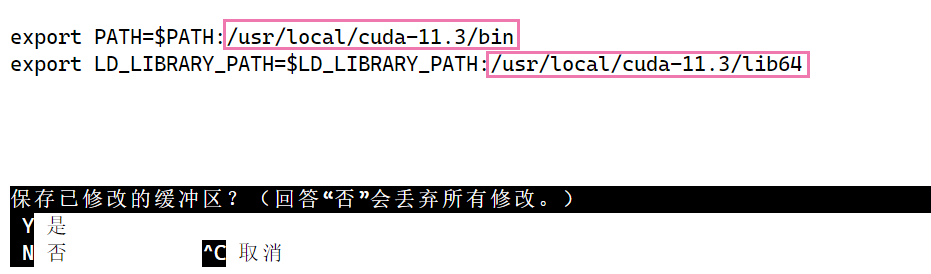 export PATH=$PATH:/usr/local/cuda-11.3/bin
export LD_LIBRARY_PATH=$LD_LIBRARY_PATH:/usr/local/cuda-11.3/lib64
保存已修改的缓冲区？（回答“否”会丢弃所有修改。）
Y 是
N 否 ^C 取消